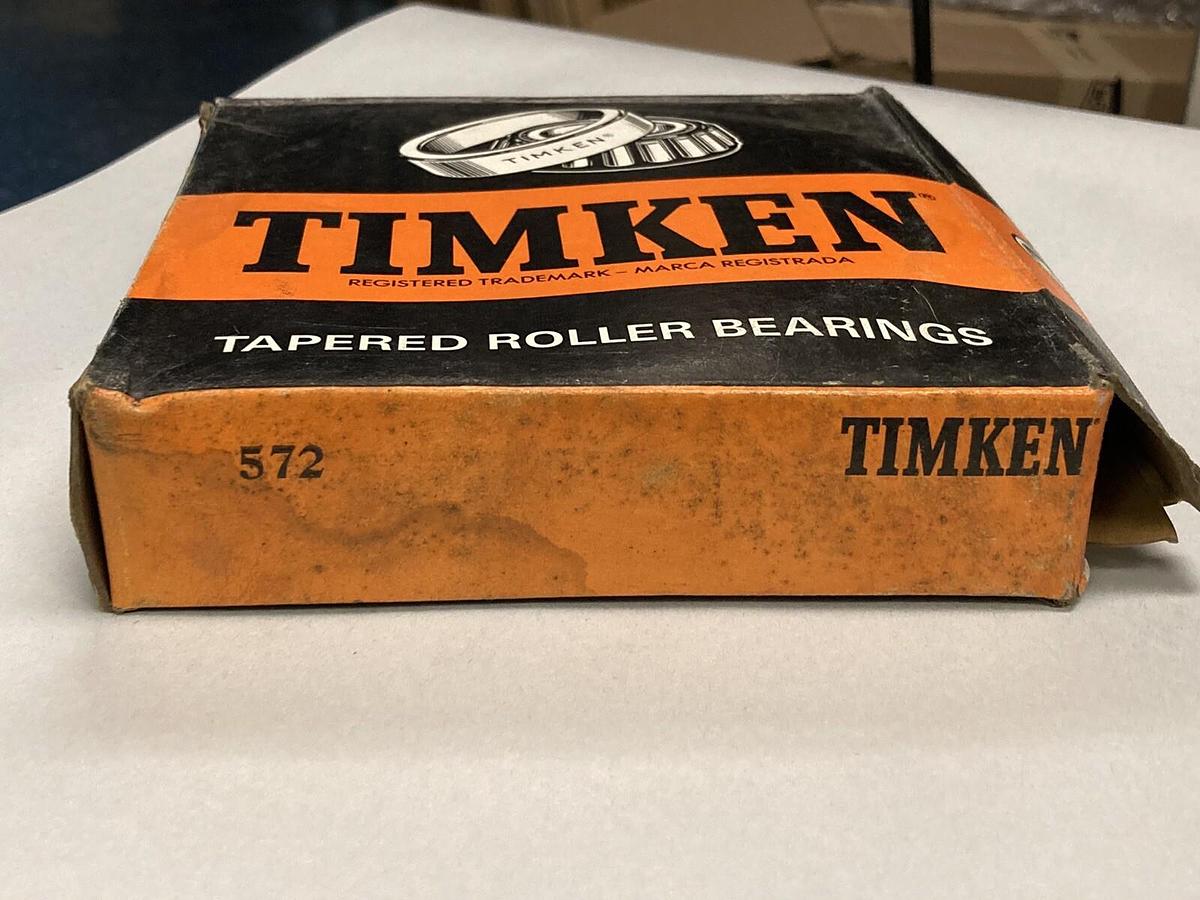 TIMKEN®
TIMKEN®
REGISTERED TRADEMARK – MARCA REGISTRADA
TAPERED ROLLER BEARINGS
572
TIMKEN